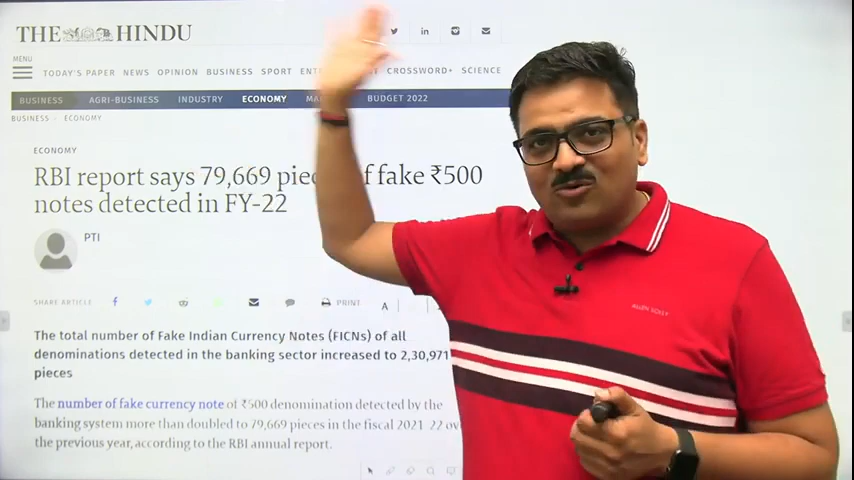 THE HINDU
MENU
TODAY'S PAPER NEWS OPINION BUSINESS SPORT CROSSWORD+ SCIENCE
BUSINESS AGRI-BUSINESS INDUSTRY ECONOMY BUDGET 2022
BUSINESS ECONOMY
ECONOMY
RBI report says 79,669 of fake ₹500
notes detected in FY-22
PTI
SHARE ARTICLE PRINT A
The total number of Fake Indian Currency Notes (FICNs) of all
denominations detected in the banking sector increased to 2,30,971
pieces
The number of fake currency note of ₹500 denomination detected by the
banking system more than doubled to 79,669 pieces in the fiscal 2021-22
the previous year, according to the RBI annual report.
ALLEN SOLLY